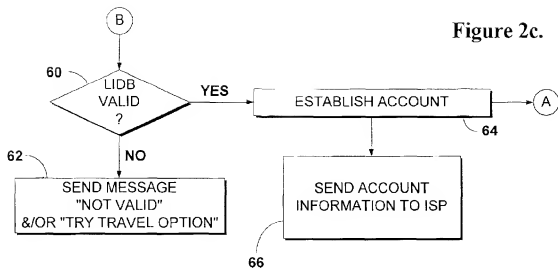 B
Figure 2c.
60
LIDB
VALID
?
YES
ESTABLISH ACCOUNT
A
64
NO
62
SEND MESSAGE
"NOT VALID"
&/OR "TRY TRAVEL OPTION"
SEND ACCOUNT
INFORMATION TO ISP
66